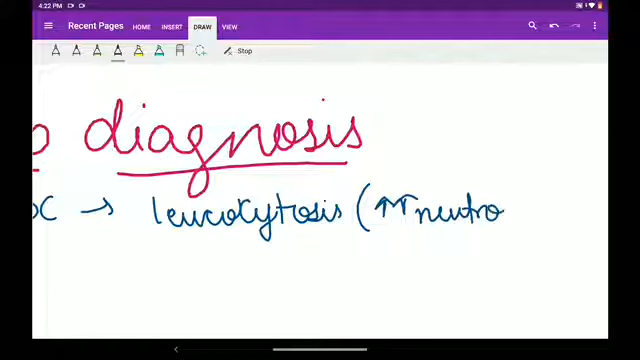 4:22 PM
Recent Pages HOME INSERT DRAW VIEW
Stop
diagnosis
→ leucocytosis (↑↑ neutro